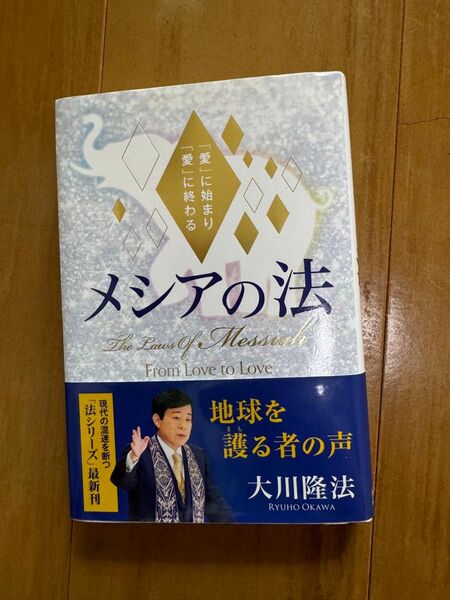 「愛」に始まり
「愛」に終わる
メシアの法
The Laws Of Messiah
From Love to Love
現代の混迷を断つ
「法シリーズ」最新刊
地球を
護る者の声
まも
大川隆法
RYUHO OKAWA